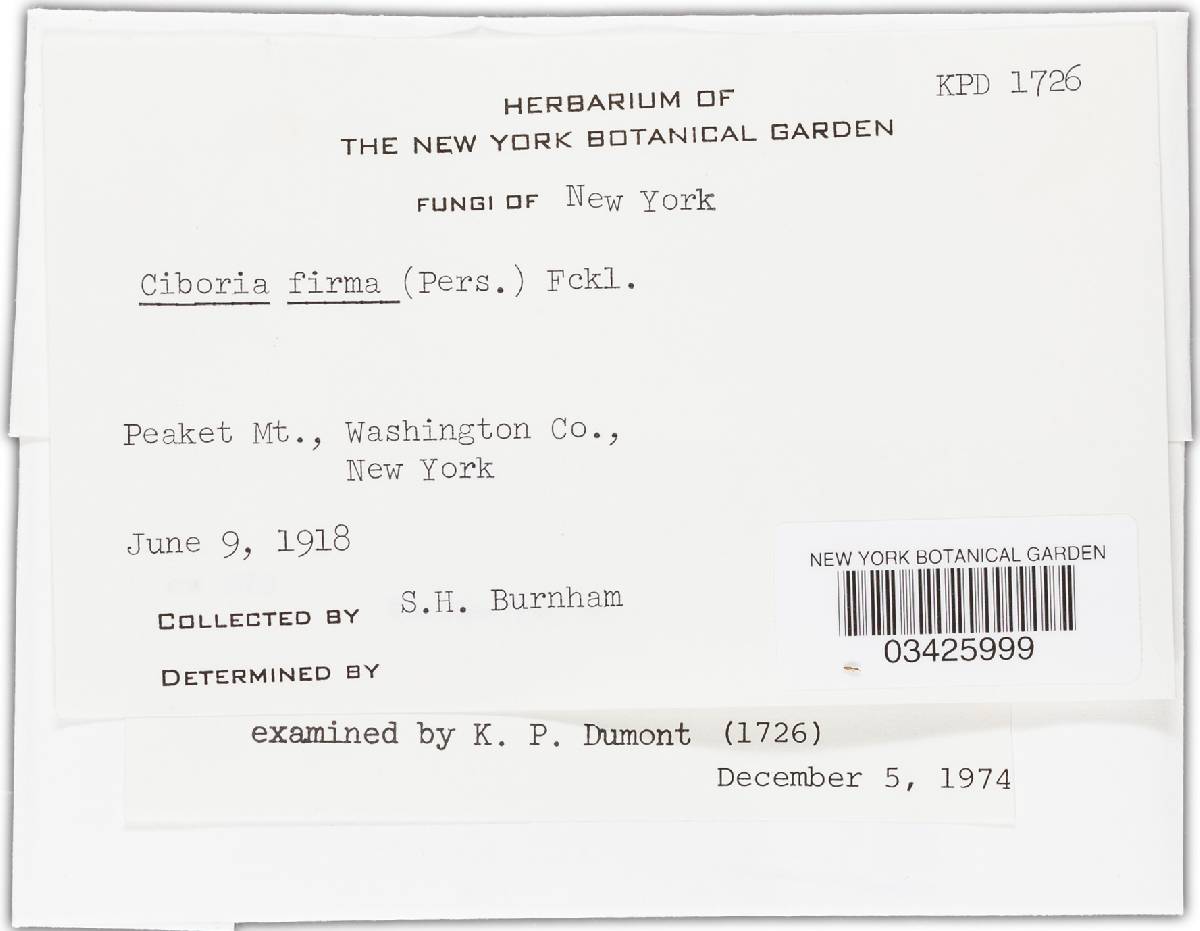 KPD 1726
HERBARIUM OF
THE NEW YORK BOTANICAL GARDEN
FUNGI OF New York
Ciboria firma (Pers.) Fckl.
Peaket Mt., Washington Co.,
New York
June 9, 1918
COLLECTED BY S.H. Burnham
DETERMINED BY
NEW YORK BOTANICAL GARDEN
03425999
examined by K. P. Dumont (1726)
December 5, 1974